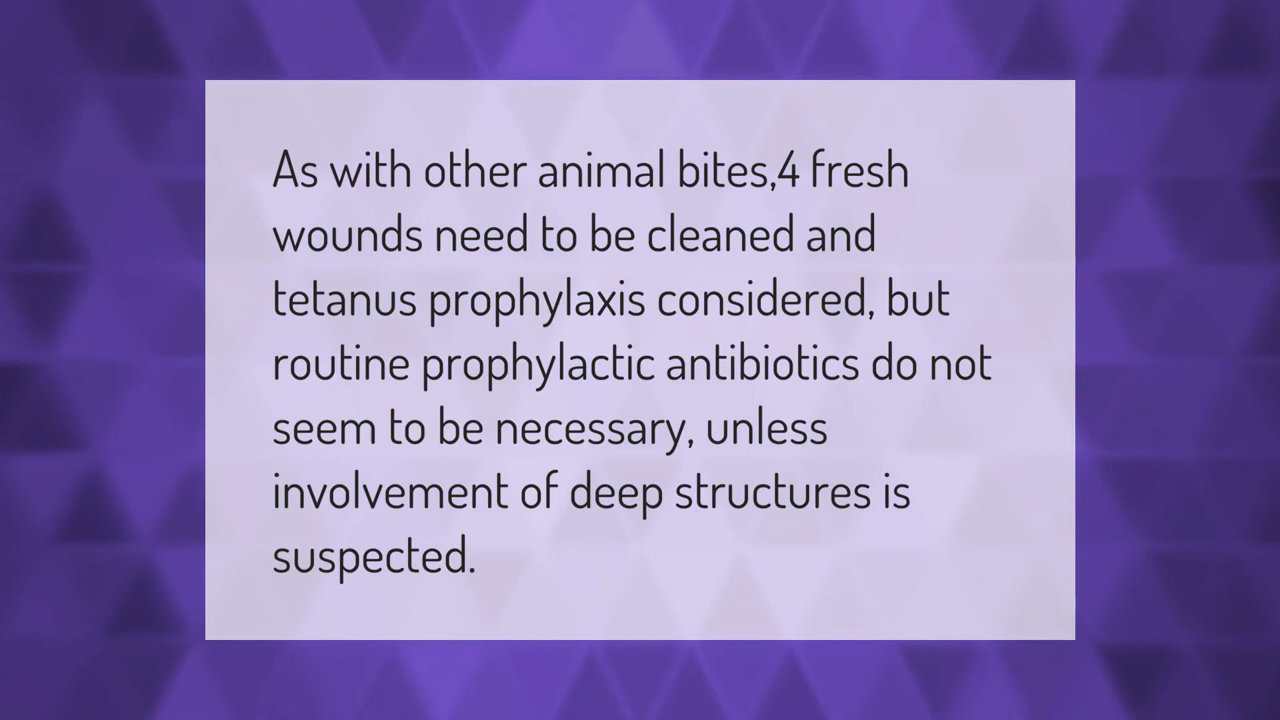 As with other animal bites,4 fresh
wounds need to be cleaned and
tetanus prophylaxis considered, but
routine prophylactic antibiotics do not
seem to be necessary, unless
involvement of deep structures is
suspected.